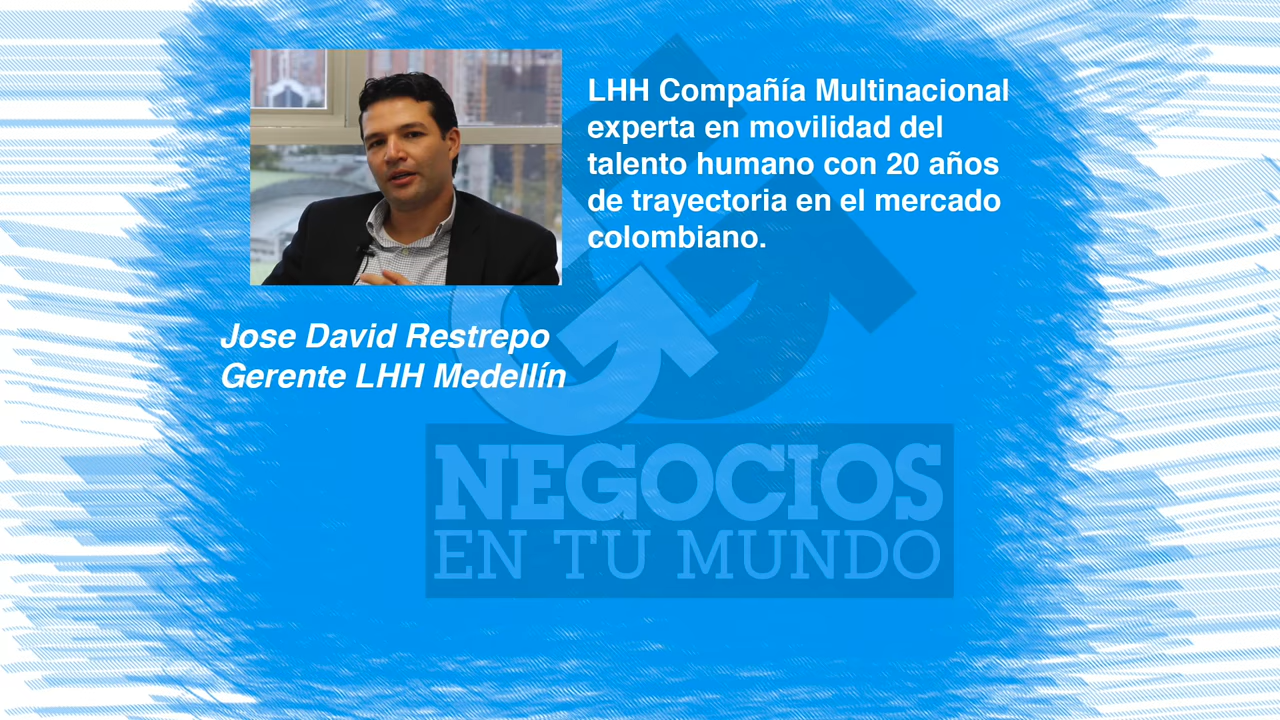 LHH Compañía Multinacional
experta en movilidad del
talento humano con 20 años
de trayectoria en el mercado
colombiano.
Jose David Restrepo
Gerente LHH Medellín
NEGOCIOS
EN TU MUNDO